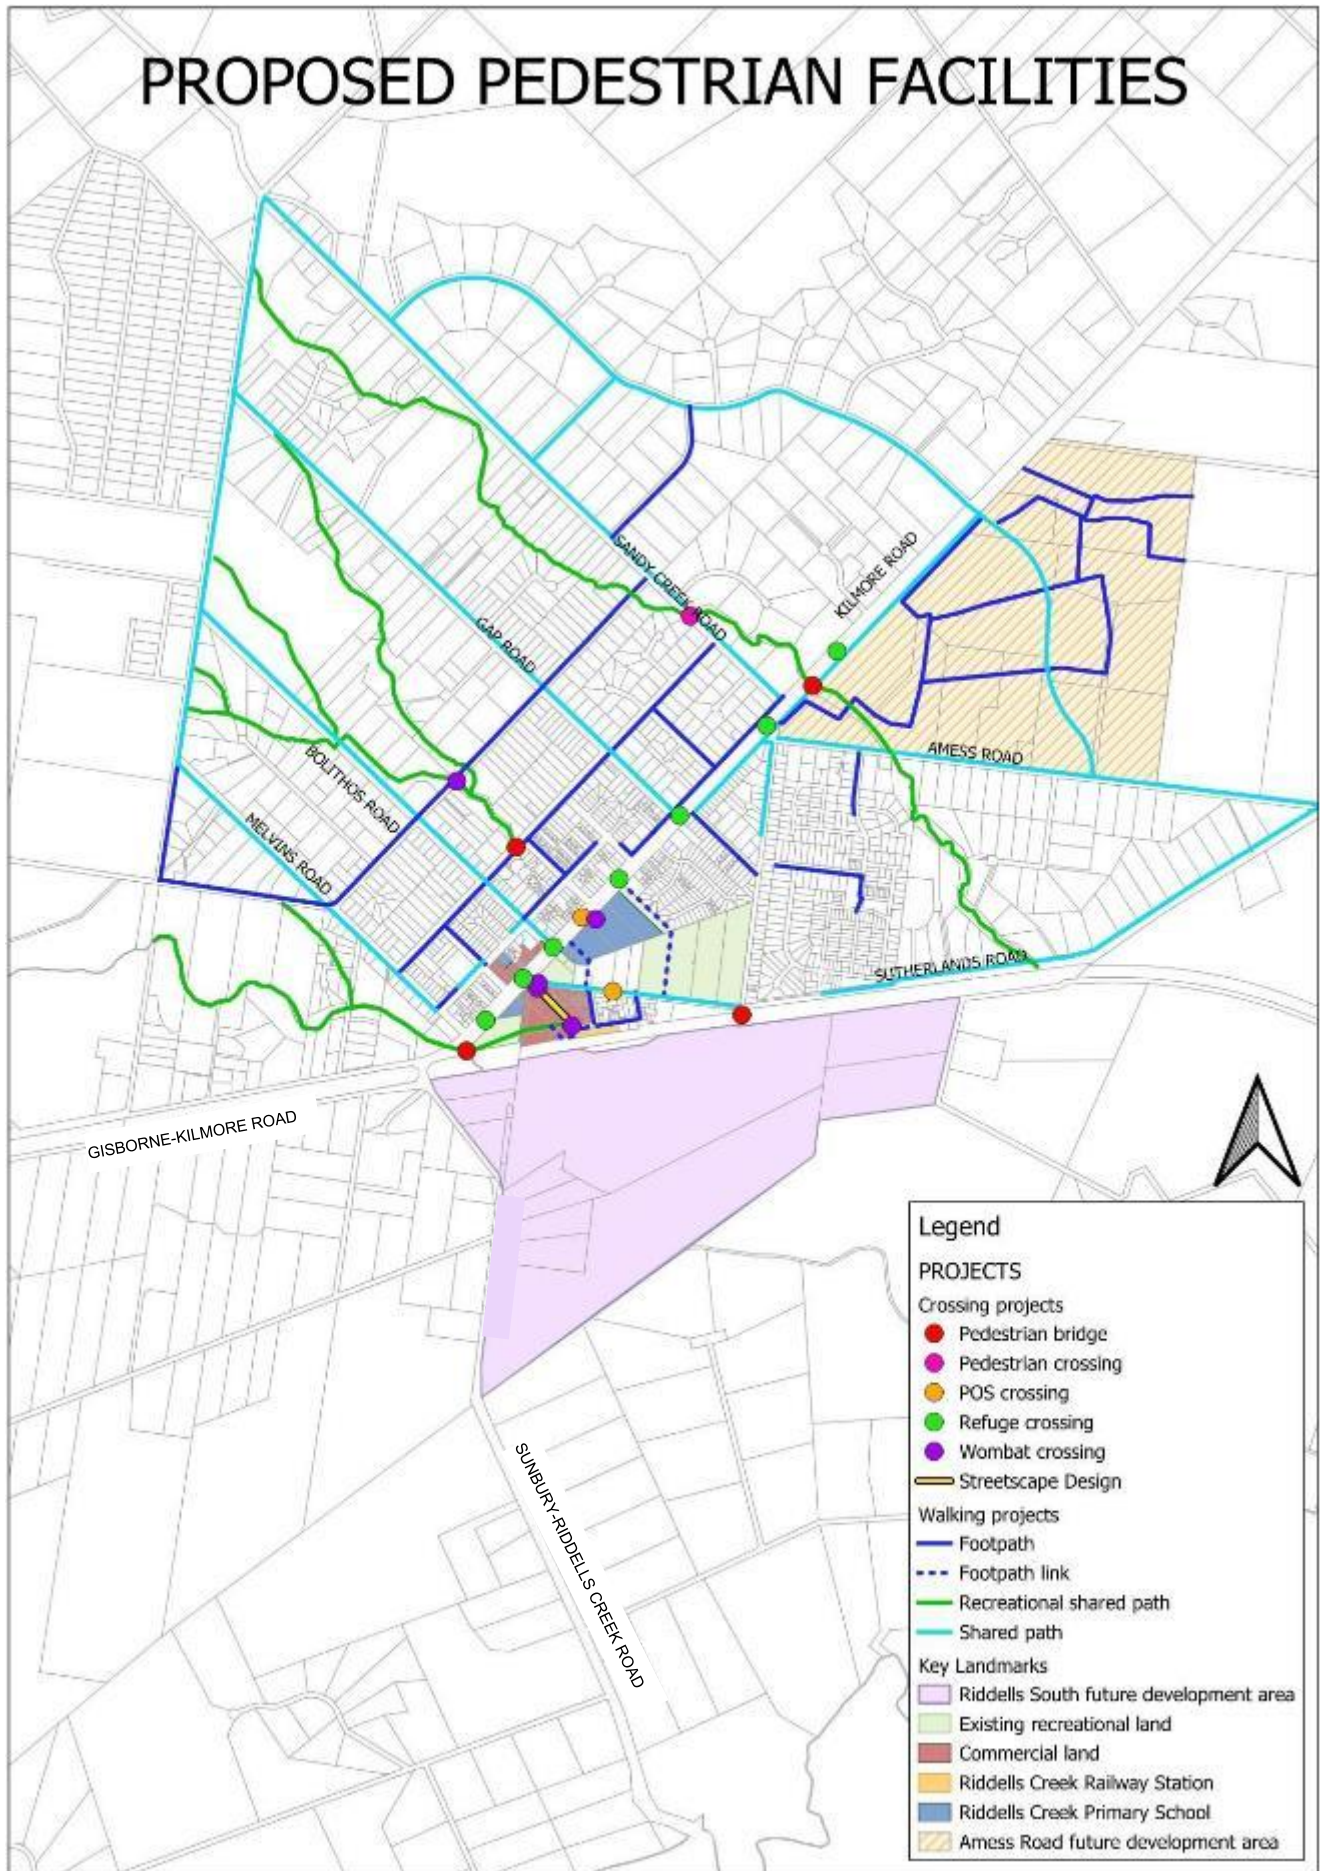 PROPOSED PEDESTRIAN FACILITIES
SANDY CREEK ROAD
KILMORE ROAD
GAP ROAD
BOLITHOS ROAD
AMESS ROAD
MELVINS ROAD
SUTHERLANDS ROAD
GISBORNE-KILMORE ROAD
SUNBURY-RIDDELLS CREEK ROAD
Legend
PROJECTS
Crossing projects
Pedestrian bridge
Pedestrian crossing
POS crossing
Refuge crossing
Wombat crossing
Streetscape Design
Walking projects
Footpath
Footpath link
Recreational shared path
Shared path
Key Landmarks
Riddells South future development area
Existing recreational land
Commercial land
Riddells Creek Railway Station
Riddells Creek Primary School
Amess Road future development area